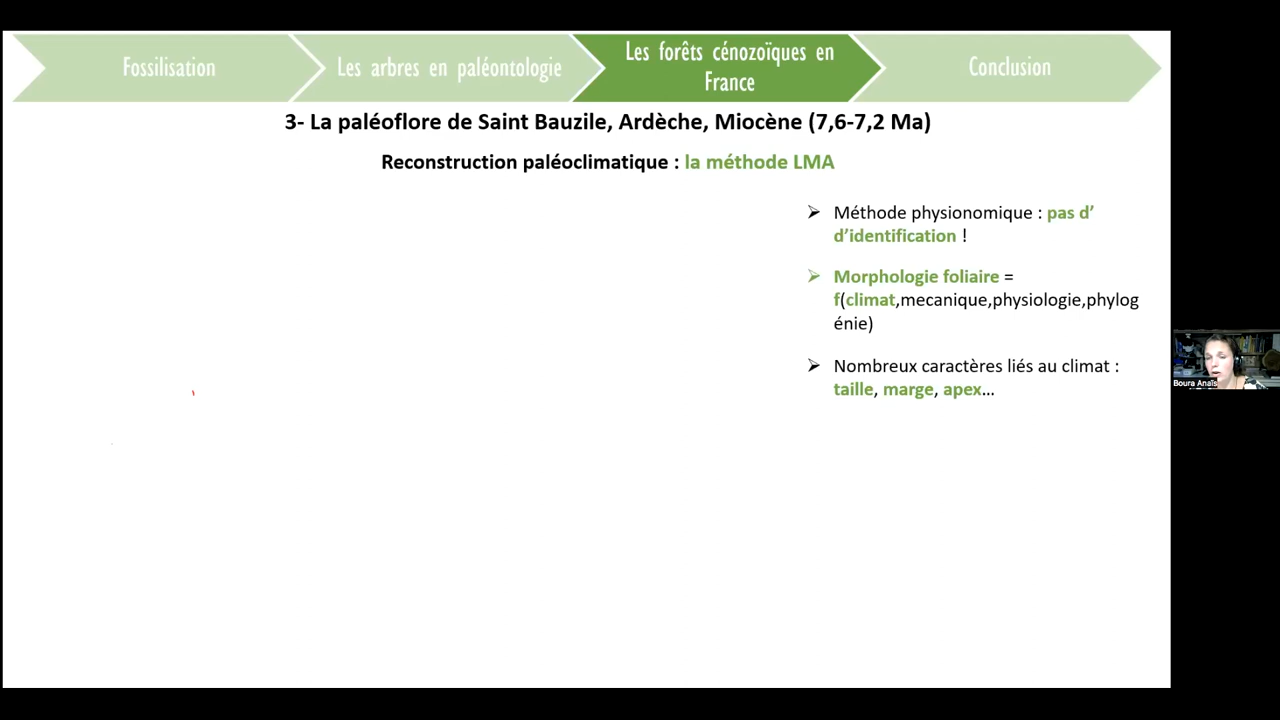 Fossilisation
Les arbres en paléontologie
Les forêts cénozoïques en
France
Conclusion
3- La paléoflore de Saint Bauzile, Ardèche, Miocène (7,6-7,2 Ma)
Reconstruction paléoclimatique : la méthode LMA
Méthode physionomique : pas d’
d’identification !
Morphologie foliaire =
f(climat,mecanique,physiologie,phylog
énie)
Nombreux caractères liés au climat :
taille, marge, apex...
Boura Anaïs